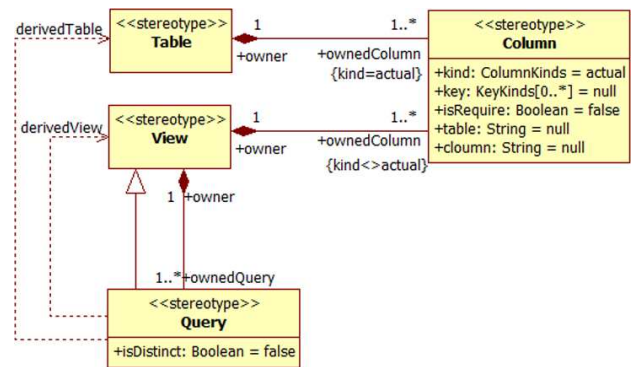 derivedTable
<<stereotype>>
Table
1
+owner
1..*
+ownedColumn
{kind=actual}
<<stereotype>>
Column
+kind: ColumnKinds = actual
+key: KeyKinds[0..*] = null
+isRequire: Boolean = false
+table: String = null
+cloumn: String = null
derivedView
<<stereotype>>
View
1
+owner
1..*
+ownedColumn
{kind<>actual}
1 +owner
1..*+ownedQuery
<<stereotype>>
Query
+isDistinct: Boolean = false